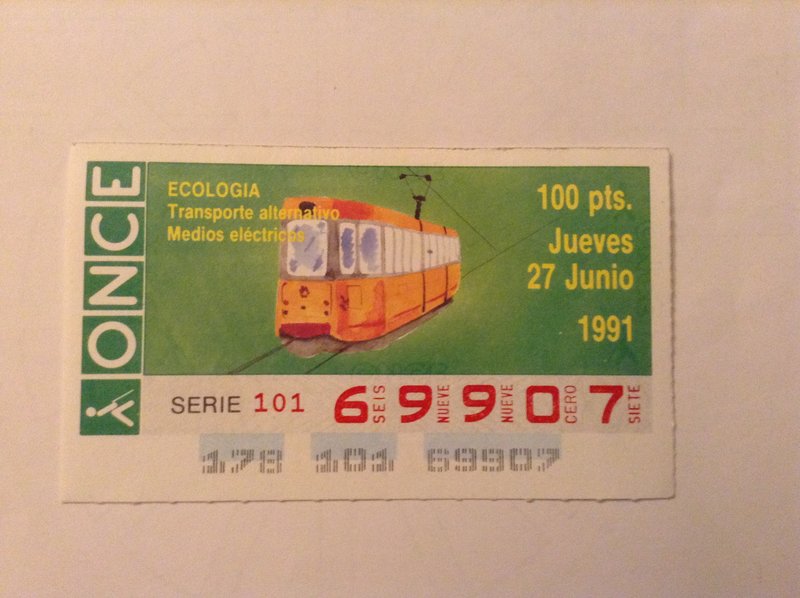 ONCE
ECOLOGIA
Transporte alternativo
Medios eléctricos
100 pts.
Jueves
27 Junio
1991
SERIE 101 6 SEIS 9 NUEVE 9 NUEVE 0 CERO 7 SIETE
178 101 69907